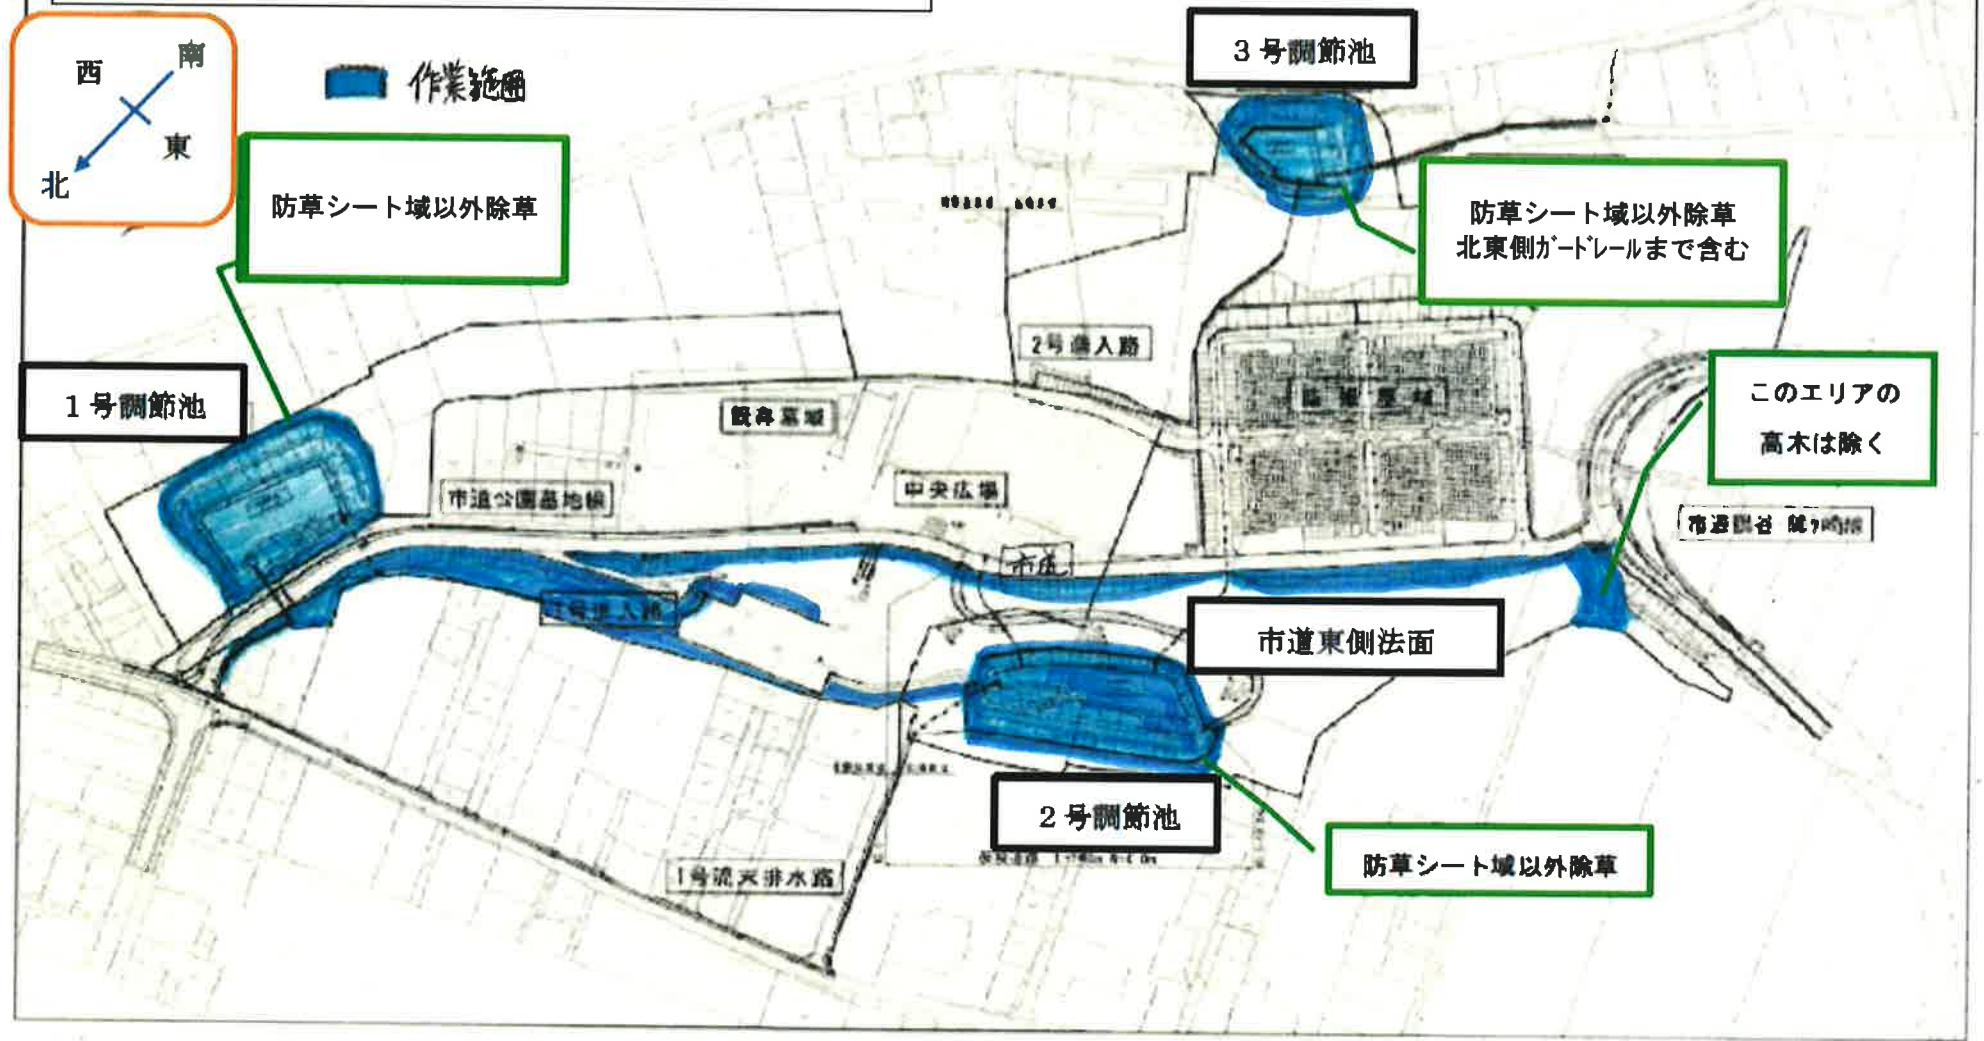 3号調節池
南
西
東
北
作業範囲
防草シート域以外除草
防草シート域以外除草
北東側ガードレールまで含む
2号進入路
このエリアの
高木は除く
1号調節池
市道公園墓地線
中央広場
市道
1号進入路
市道東側法面
2号調節池
防草シート域以外除草
1号流末排水路